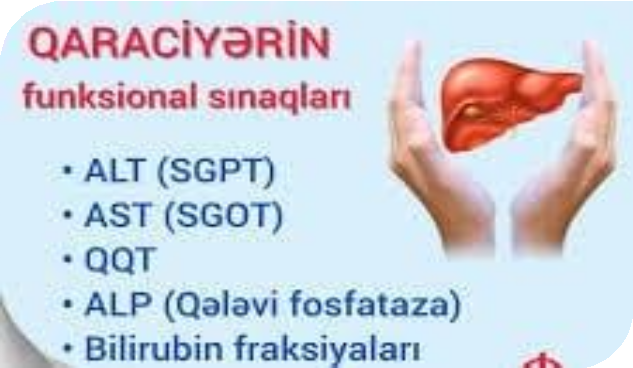 QARACİYƏRİN
funksional sınaqları
• ALT (SGPT)
• AST (SGOT)
• QQT
• ALP (Qələvi fosfataza)
• Bilirubin fraksiyaları